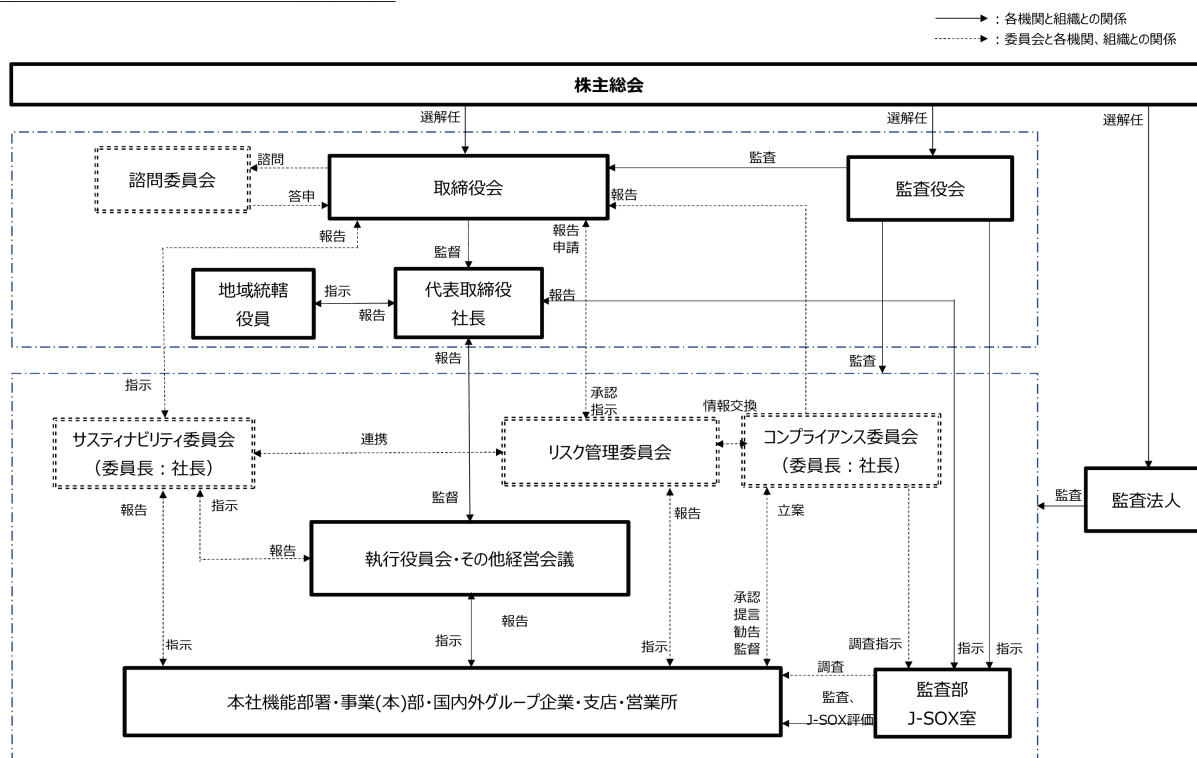 ：各機関と組織との関係
：委員会と各機関、組織との関係
株主総会
選解任
選解任
選解任
諮問委員会
諮問
答申
取締役会
監査
監査役会
報告
報告
報告
申請
監督
地域統轄
役員
指示
報告
代表取締役
社長
報告
報告
監査
指示
承認
指示
情報交換
サスティナビリティ委員会
（委員長：社長）
連携
リスク管理委員会
コンプライアンス委員会
（委員長：社長）
報告
指示
監督
報告
立案
監査
監査法人
報告
執行役員会・その他経営会議
承認
提言
勧告
監督
報告
指示
指示
指示
調査指示
指示
指示
本社機能部署・事業(本)部・国内外グループ企業・支店・営業所
調査
監査、
J-SOX評価
監査部
J-SOX室